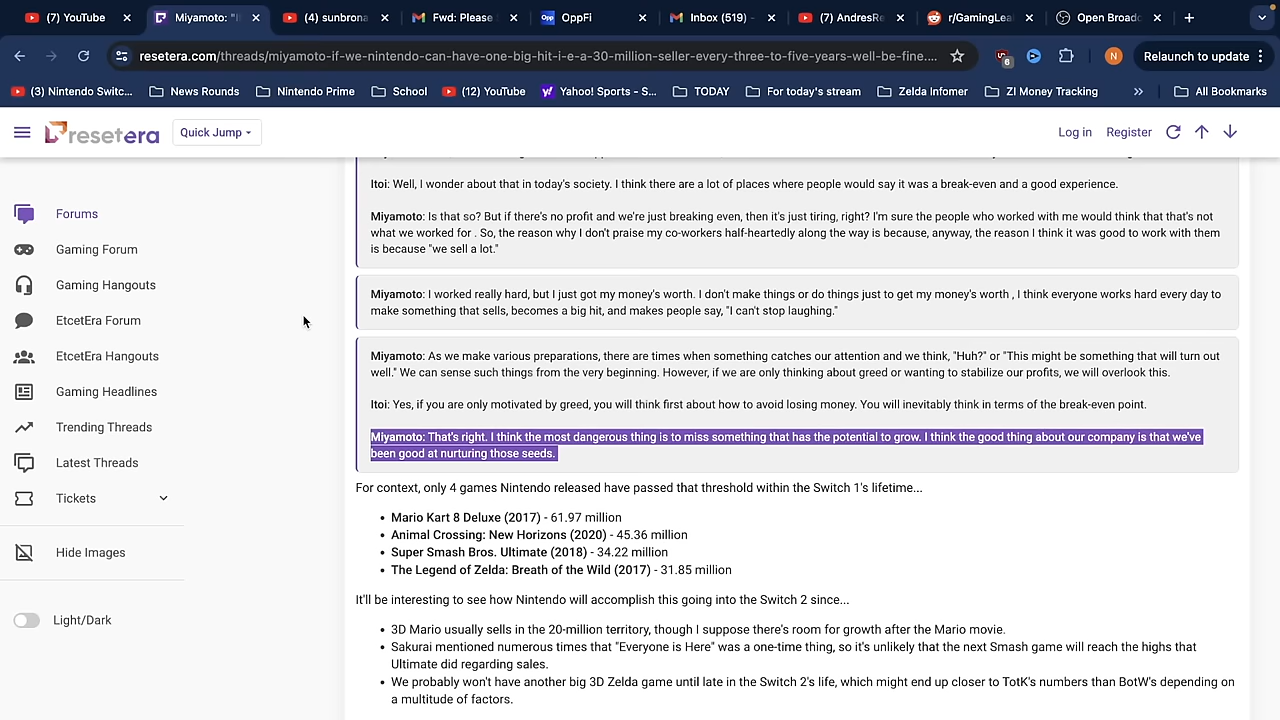 (7) YouTube
Miyamoto: "I
(4) sunbrona
Fwd: Please
Opp OppFi
Inbox (519) -
(7) AndresRe
r/GamingLea
Open Broad
resetera.com/threads/miyamoto-if-we-nintendo-can-have-one-big-hit-i-e-a-30-million-seller-every-three-to-five-years-well-be-fine....
6
N
Relaunch to update
(3) Nintendo Switc...
News Rounds
Nintendo Prime
School
(12) YouTube
Yahoo! Sports - S...
TODAY
For today's stream
Zelda Infomer
ZI Money Tracking
»
All Bookmarks
resetera
Quick Jump
Log in
Register
Forums
Gaming Forum
Gaming Hangouts
EtcetEra Forum
EtcetEra Hangouts
Gaming Headlines
Trending Threads
Latest Threads
Tickets
Hide Images
Light/Dark
Itoi: Well, I wonder about that in today's society. I think there are a lot of places where people would say it was a break-even and a good experience.
Miyamoto: Is that so? But if there's no profit and we're just breaking even, then it's just tiring, right? I'm sure the people who worked with me would think that that's not
what we worked for . So, the reason why I don't praise my co-workers half-heartedly along the way is because, anyway, the reason I think it was good to work with them
is because "we sell a lot."
Miyamoto: I worked really hard, but I just got my money's worth. I don't make things or do things just to get my money's worth , I think everyone works hard every day to
make something that sells, becomes a big hit, and makes people say, "I can't stop laughing."
Miyamoto: As we make various preparations, there are times when something catches our attention and we think, "Huh?" or "This might be something that will turn out
well." We can sense such things from the very beginning. However, if we are only thinking about greed or wanting to stabilize our profits, we will overlook this.
Itoi: Yes, if you are only motivated by greed, you will think first about how to avoid losing money. You will inevitably think in terms of the break-even point.
Miyamoto: That's right. I think the most dangerous thing is to miss something that has the potential to grow. I think the good thing about our company is that we've
been good at nurturing those seeds.
For context, only 4 games Nintendo released have passed that threshold within the Switch 1's lifetime...
• Mario Kart 8 Deluxe (2017) - 61.97 million
• Animal Crossing: New Horizons (2020) - 45.36 million
• Super Smash Bros. Ultimate (2018) - 34.22 million
• The Legend of Zelda: Breath of the Wild (2017) - 31.85 million
It'll be interesting to see how Nintendo will accomplish this going into the Switch 2 since...
• 3D Mario usually sells in the 20-million territory, though I suppose there's room for growth after the Mario movie.
• Sakurai mentioned numerous times that "Everyone is Here" was a one-time thing, so it's unlikely that the next Smash game will reach the highs that
Ultimate did regarding sales.
• We probably won't have another big 3D Zelda game until late in the Switch 2's life, which might end up closer to TotK's numbers than BotW's depending on
a multitude of factors.